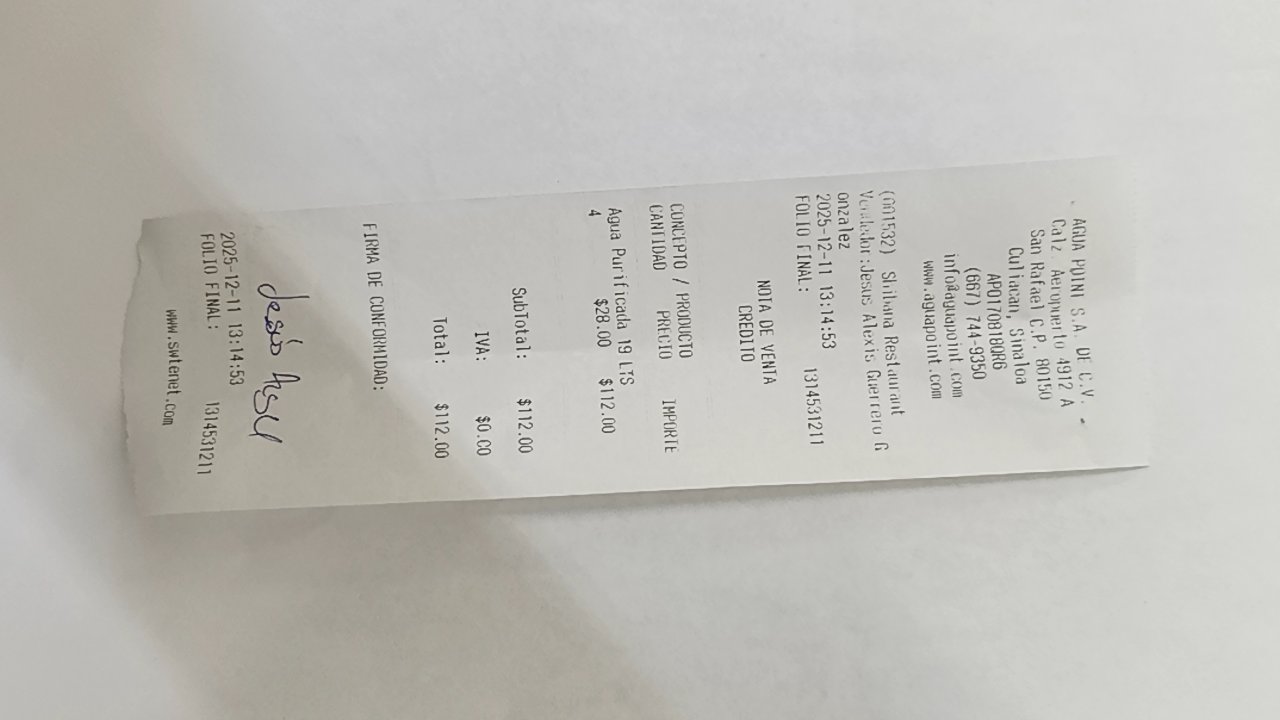 AGUA POINT S.A. DE C.V. -
Calz. Aeropuerto 4912 A
San Rafael C.P. 80150
Culiacan, Sinaloa
APO170818QR6
(667) 744-9350
info@aguapoint.com
www.aguapoint.com
(001532) Shibana Restaurant
Vendedor:Jesus Alexis Guerrero G
onzalez
2025-12-11 13:14:53
FOLIO FINAL: 1314531211
NOTA DE VENTA
CREDITO
CONCEPTO / PRODUCTO
CANTIDAD PRECIO IMPORTE
Agua Purificada 19 LTS
4 $28.00 $112.00
SubTotal: $112.00
IVA: $0.00
Total: $112.00
FIRMA DE CONFORMIDAD:
Jesús
2025-12-11 13:14:53
FOLIO FINAL: 1314531211
www.swtenet.com